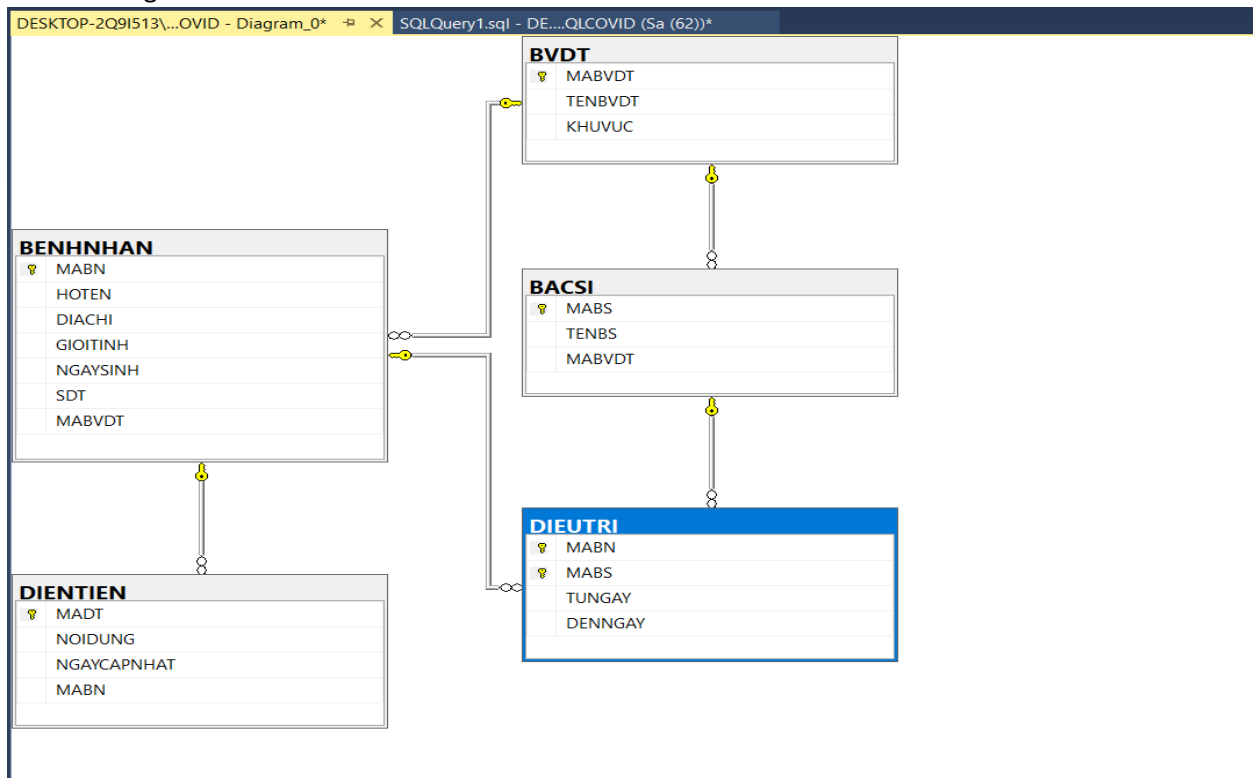 DESKTOP-2Q9I513\...OVID - Diagram_0*
SQLQuery1.sql - DE....QLCOVID (Sa (62))*
BVDT
MABVDT
TENBVDT
KHUVUC
BENHNHAN
MABN
HOTEN
DIACHI
GIOITINH
NGAYSINH
SDT
MABVDT
BACSI
MABS
TENBS
MABVDT
DIEUTRI
MABN
MABS
TUNGAY
DENNGAY
DIENTIEN
MADT
NOIDUNG
NGAYCAPNHAT
MABN